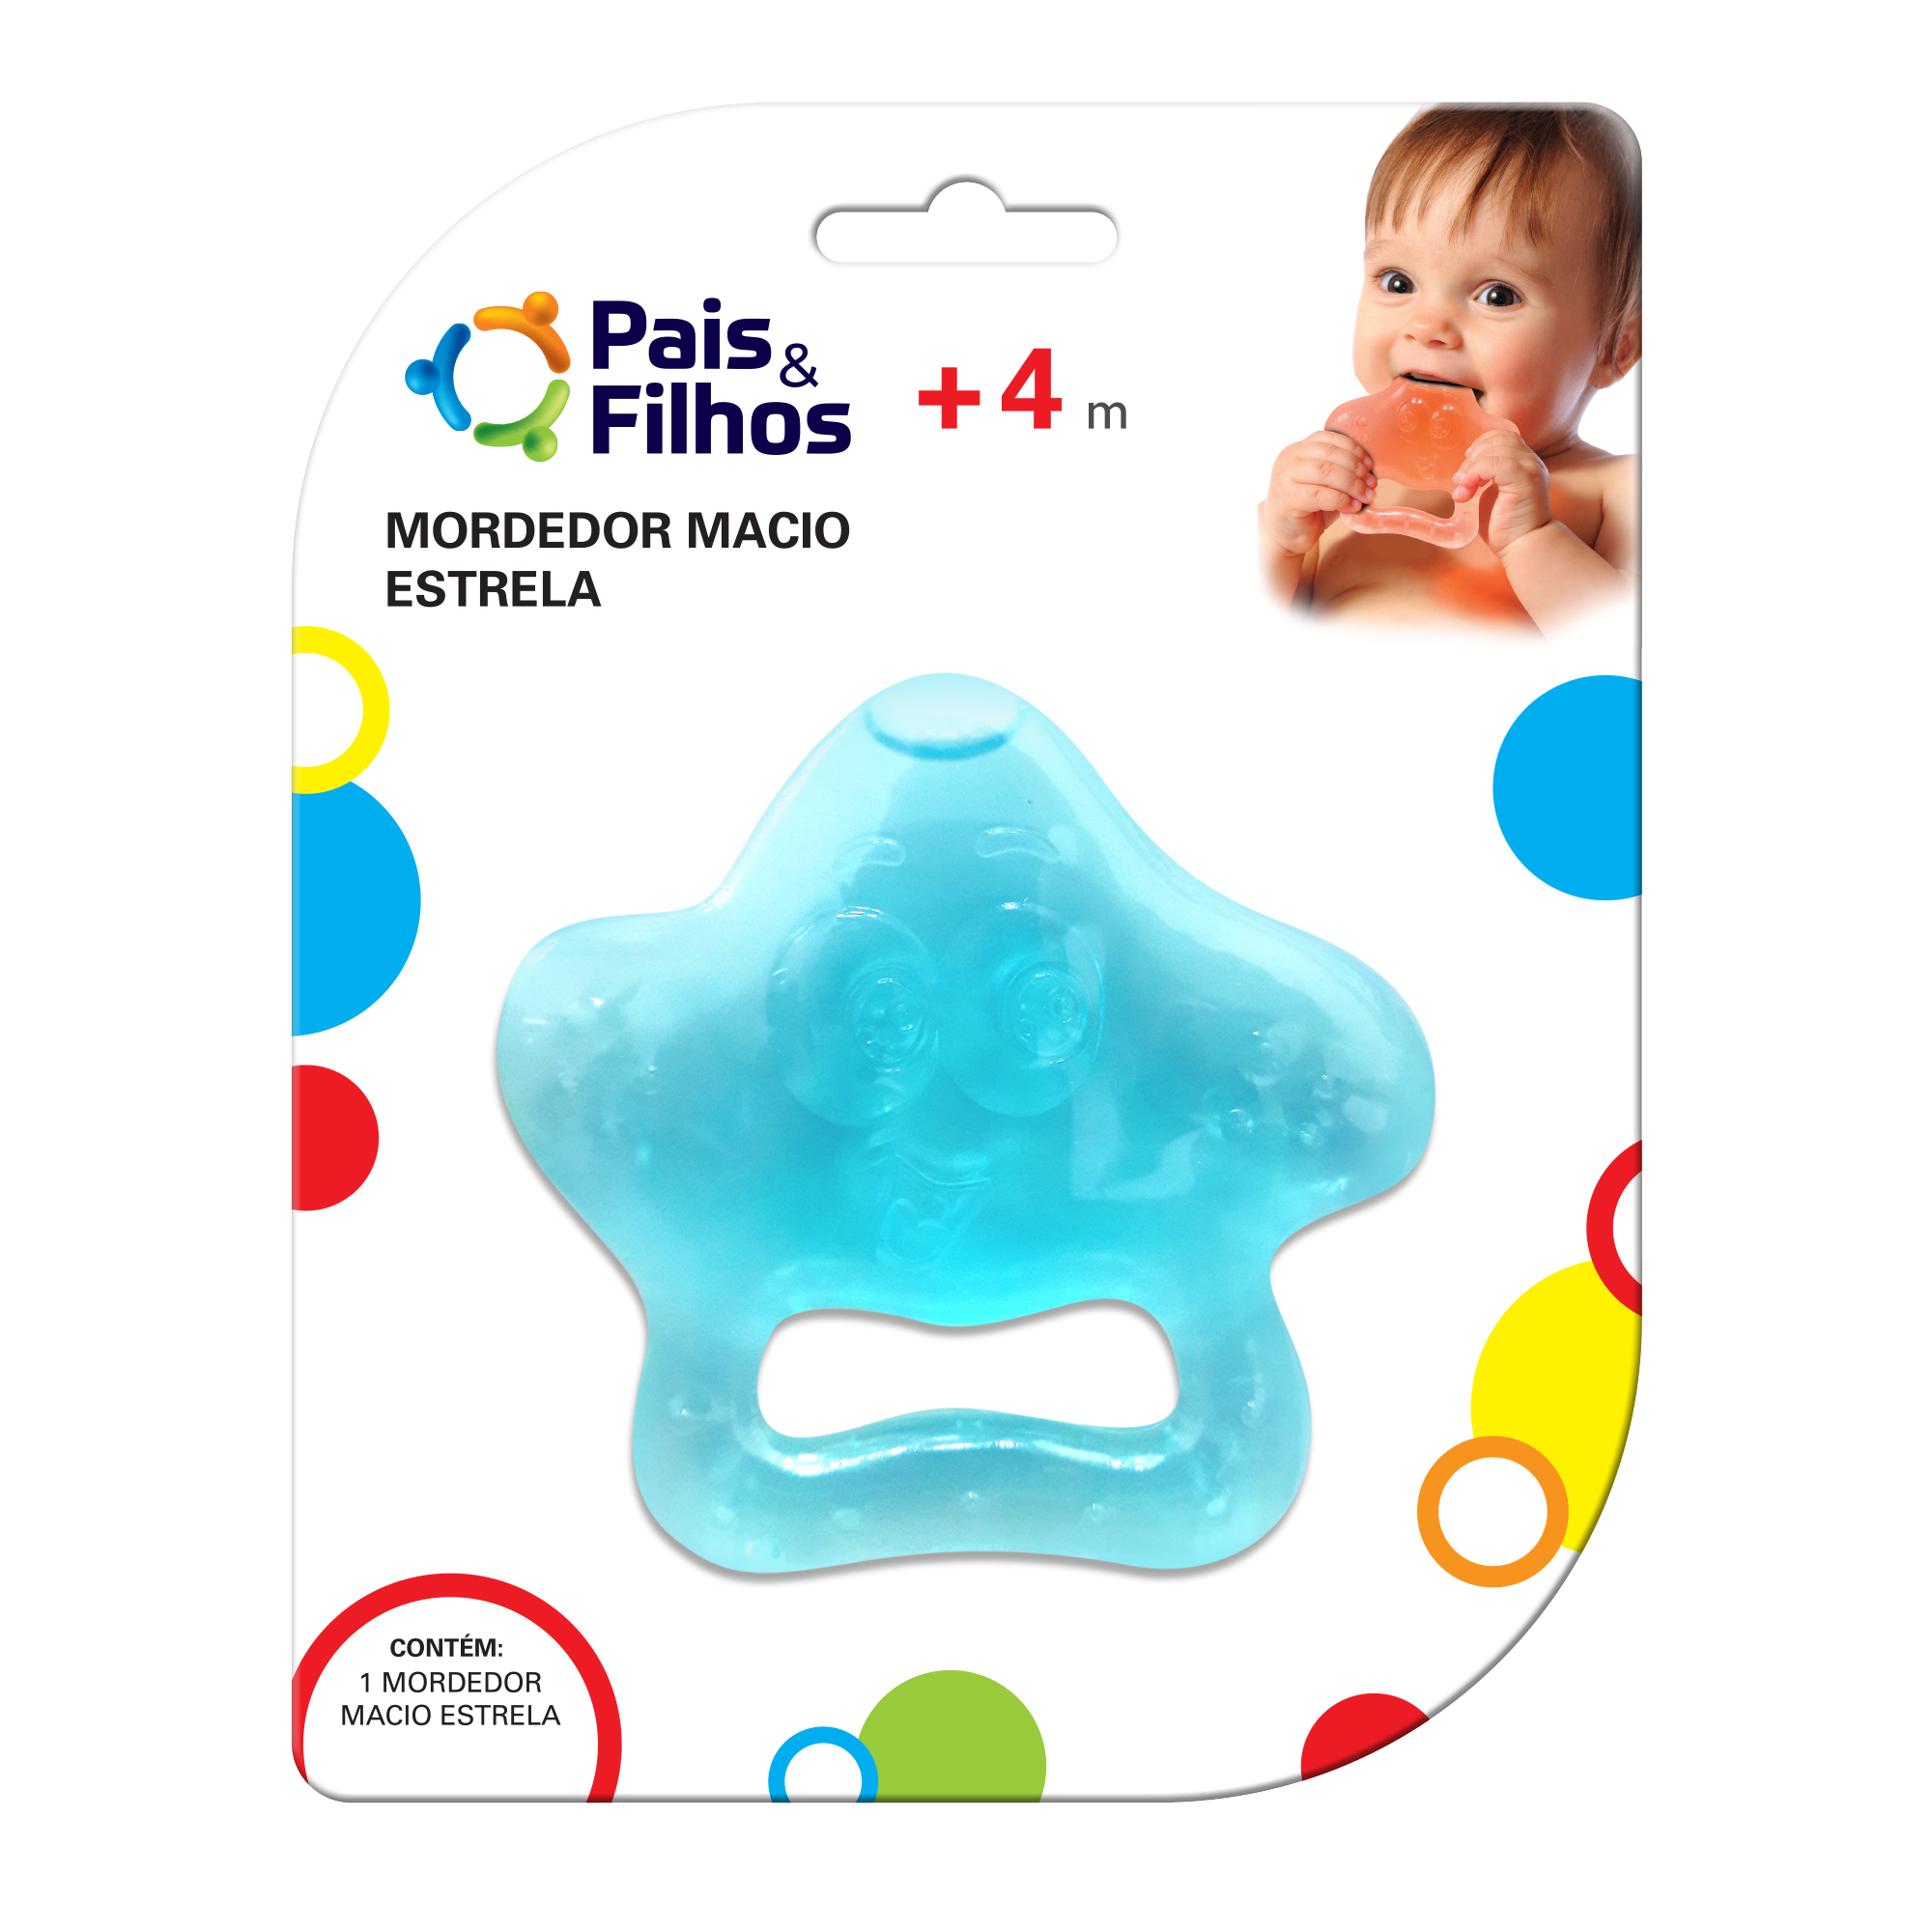 Pais &
Filhos
+4 m
MORDEDOR MACIO
ESTRELA
CONTÉM:
1 MORDEDOR
MACIO ESTRELA